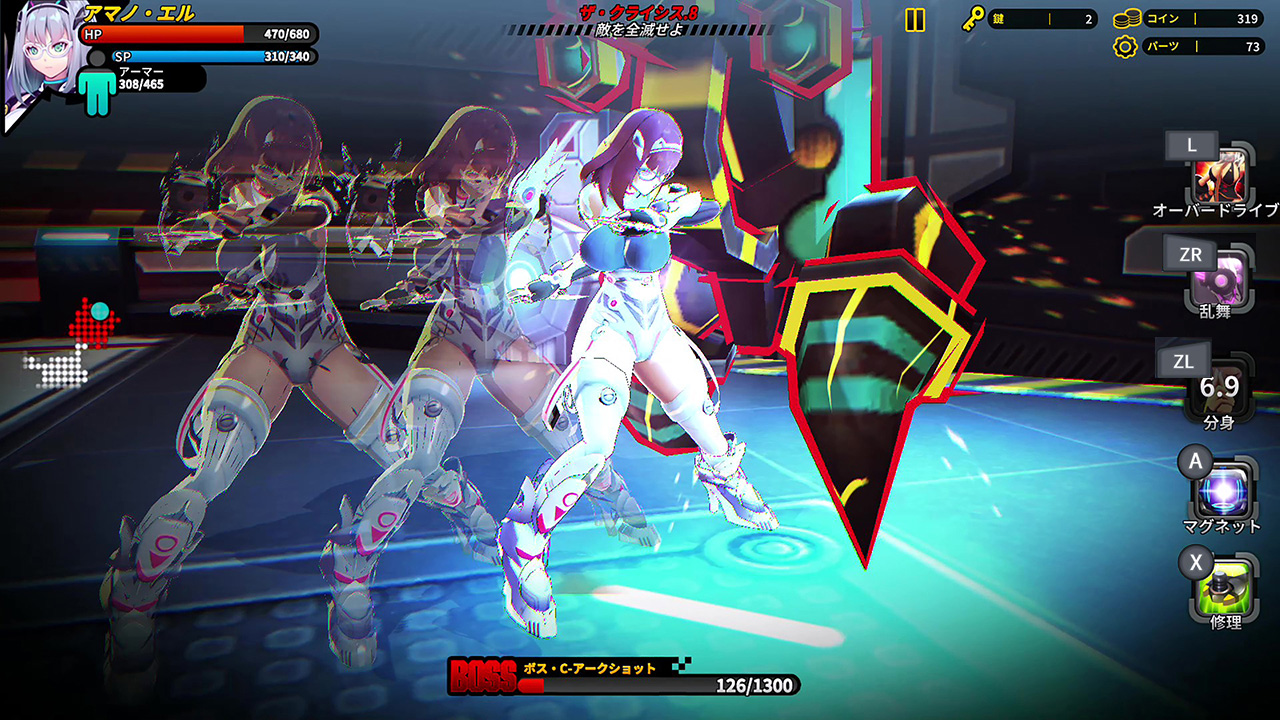 アマノ・エル
HP 470/680
SP 310/340
アーマー
308/465
ザ・クライシス.8
敵を全滅せよ
鍵 2
コイン 319
パーツ 73
L
オーバードライブ
ZR
乱舞
ZL
6.9
分身
A
マグネット
X
修理
BOSS ボス・C-アークショット
126/1300